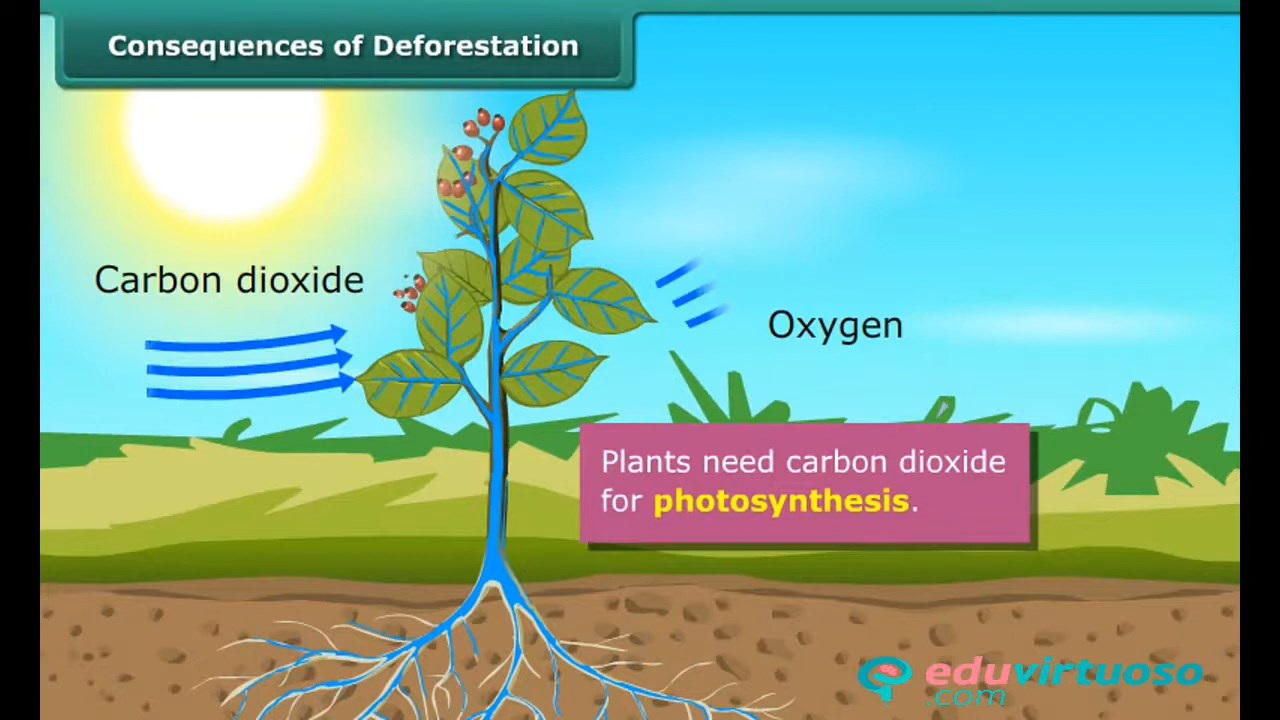 Consequences of Deforestation
Carbon dioxide
Oxygen
Plants need carbon dioxide
for photosynthesis.
eduvirtuoso
.com